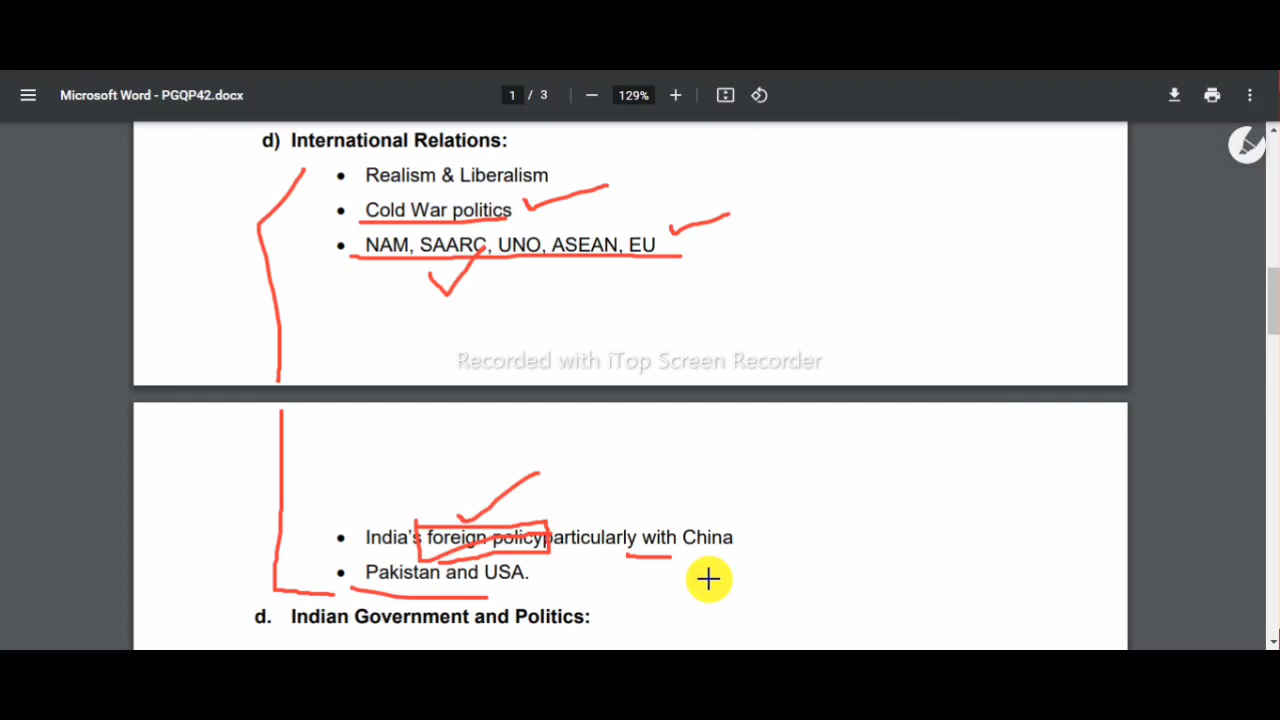 Microsoft Word - PGQP42.docx
1 / 3
129%
d) International Relations:
• Realism & Liberalism
• Cold War politics
• NAM, SAARC, UNO, ASEAN, EU
Recorded with iTop Screen Recorder
• India's foreign policyparticularly with China
• Pakistan and USA.
d. Indian Government and Politics: